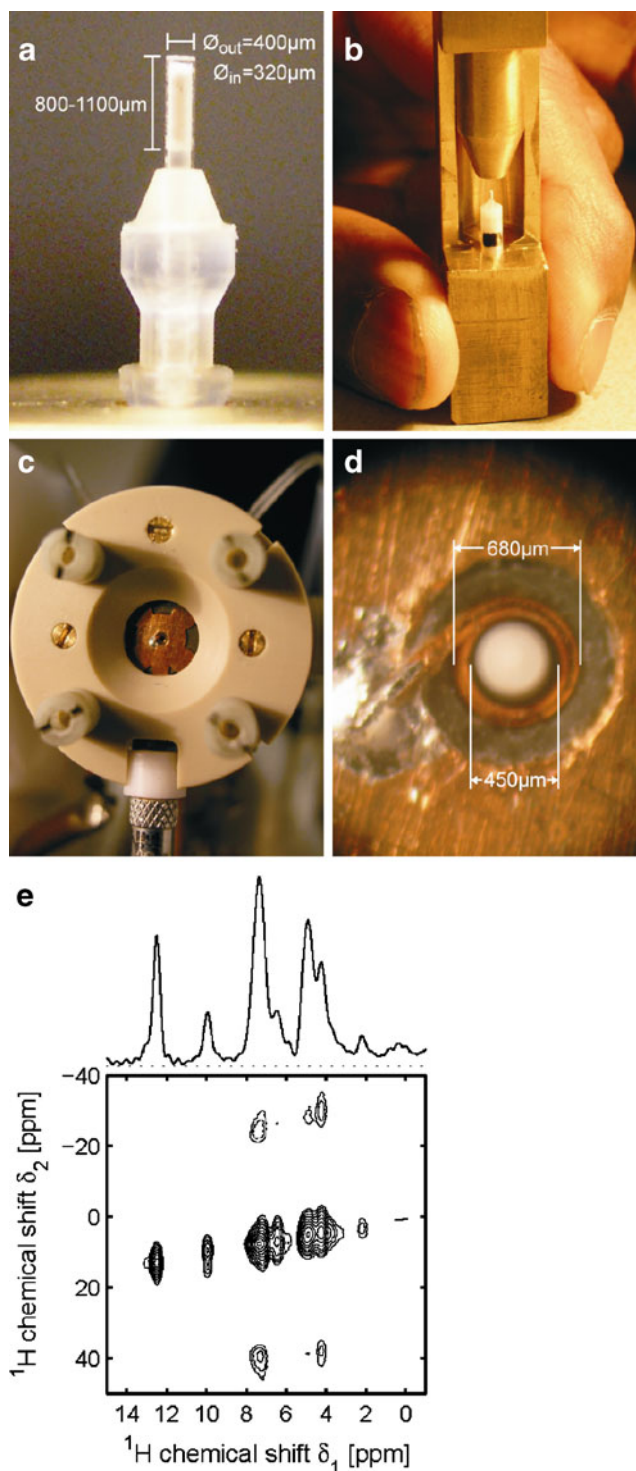 a
Øout=400µm
Øin=320µm
800-1100µm
b
c
d
680µm
450µm
e
−40
−20
0
20
40
¹H chemical shift δ₂ [ppm]
14 12 10 8 6 4 2 0
¹H chemical shift δ₁ [ppm]